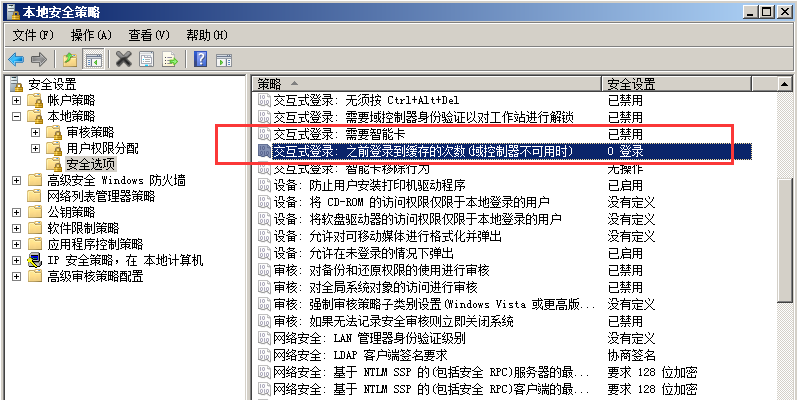 本地安全策略
文件(F) 操作(A) 查看(V) 帮助(H)
安全设置
帐户策略
本地策略
审核策略
用户权限分配
安全选项
高级安全 Windows 防火墙
网络列表管理器策略
公钥策略
软件限制策略
应用程序控制策略
IP 安全策略，在 本地计算机
高级审核策略配置
策略 安全设置
交互式登录: 无须按 Ctrl+Alt+Del 已禁用
交互式登录: 需要域控制器身份验证以对工作站进行解锁 已禁用
交互式登录: 需要智能卡 已禁用
交互式登录: 之前登录到缓存的次数(域控制器不可用时) 0 登录
交互式登录: 智能卡移除行为 无操作
设备: 防止用户安装打印机驱动程序 已启用
设备: 将 CD-ROM 的访问权限仅限于本地登录的用户 没有定义
设备: 将软盘驱动器的访问权限仅限于本地登录的用户 没有定义
设备: 允许对可移动媒体进行格式化并弹出 没有定义
设备: 允许在未登录的情况下弹出 已启用
审核: 对备份和还原权限的使用进行审核 已禁用
审核: 对全局系统对象的访问进行审核 已禁用
审核: 强制审核策略子类别设置(Windows Vista 或更高版... 没有定义
审核: 如果无法记录安全审核则立即关闭系统 已禁用
网络安全: LAN 管理器身份验证级别 没有定义
网络安全: LDAP 客户端签名要求 协商签名
网络安全: 基于 NTLM SSP 的(包括安全 RPC)服务器的最... 要求 128 位加密
网络安全: 基于 NTLM SSP 的(包括安全 RPC)客户端的最... 要求 128 位加密